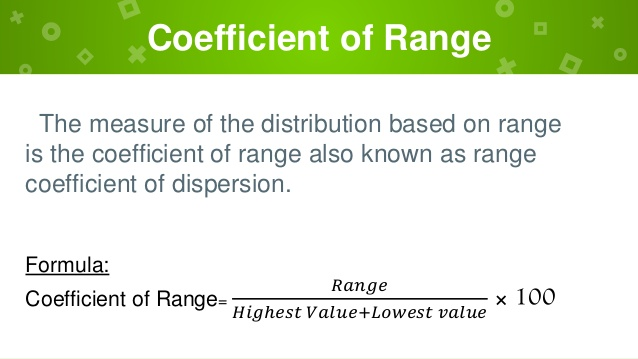 Coefficient of Range
The measure of the distribution based on range
is the coefficient of range also known as range
coefficient of dispersion.
Formula:
Coefficient of Range= Range / Highest Value+Lowest value × 100